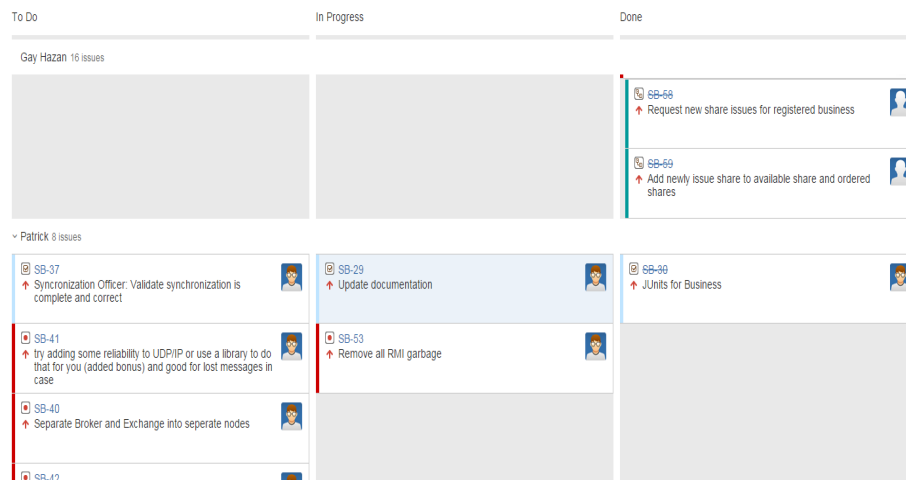 To Do
In Progress
Done
Gay Hazan 16 issues
SB-58
Request new share issues for registered business
SB-59
Add newly issue share to available share and ordered
shares
Patrick 8 issues
SB-37
Syncronization Officer: Validate synchronization is
complete and correct
SB-29
Update documentation
SB-30
JUnits for Business
SB-41
try adding some reliability to UDP/IP or use a library to do
that for you (added bonus) and good for lost messages in
case
SB-53
Remove all RMI garbage
SB-40
Separate Broker and Exchange into seperate nodes
SB-42